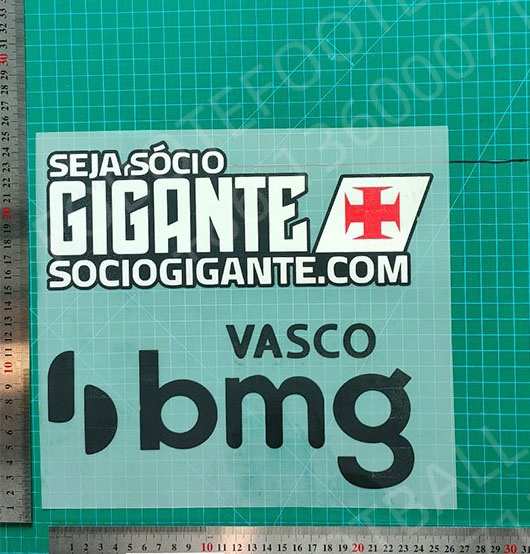 SEJA SÓCIO
GIGANTE
SOCIOGIGANTE.COM
VASCO
bmg